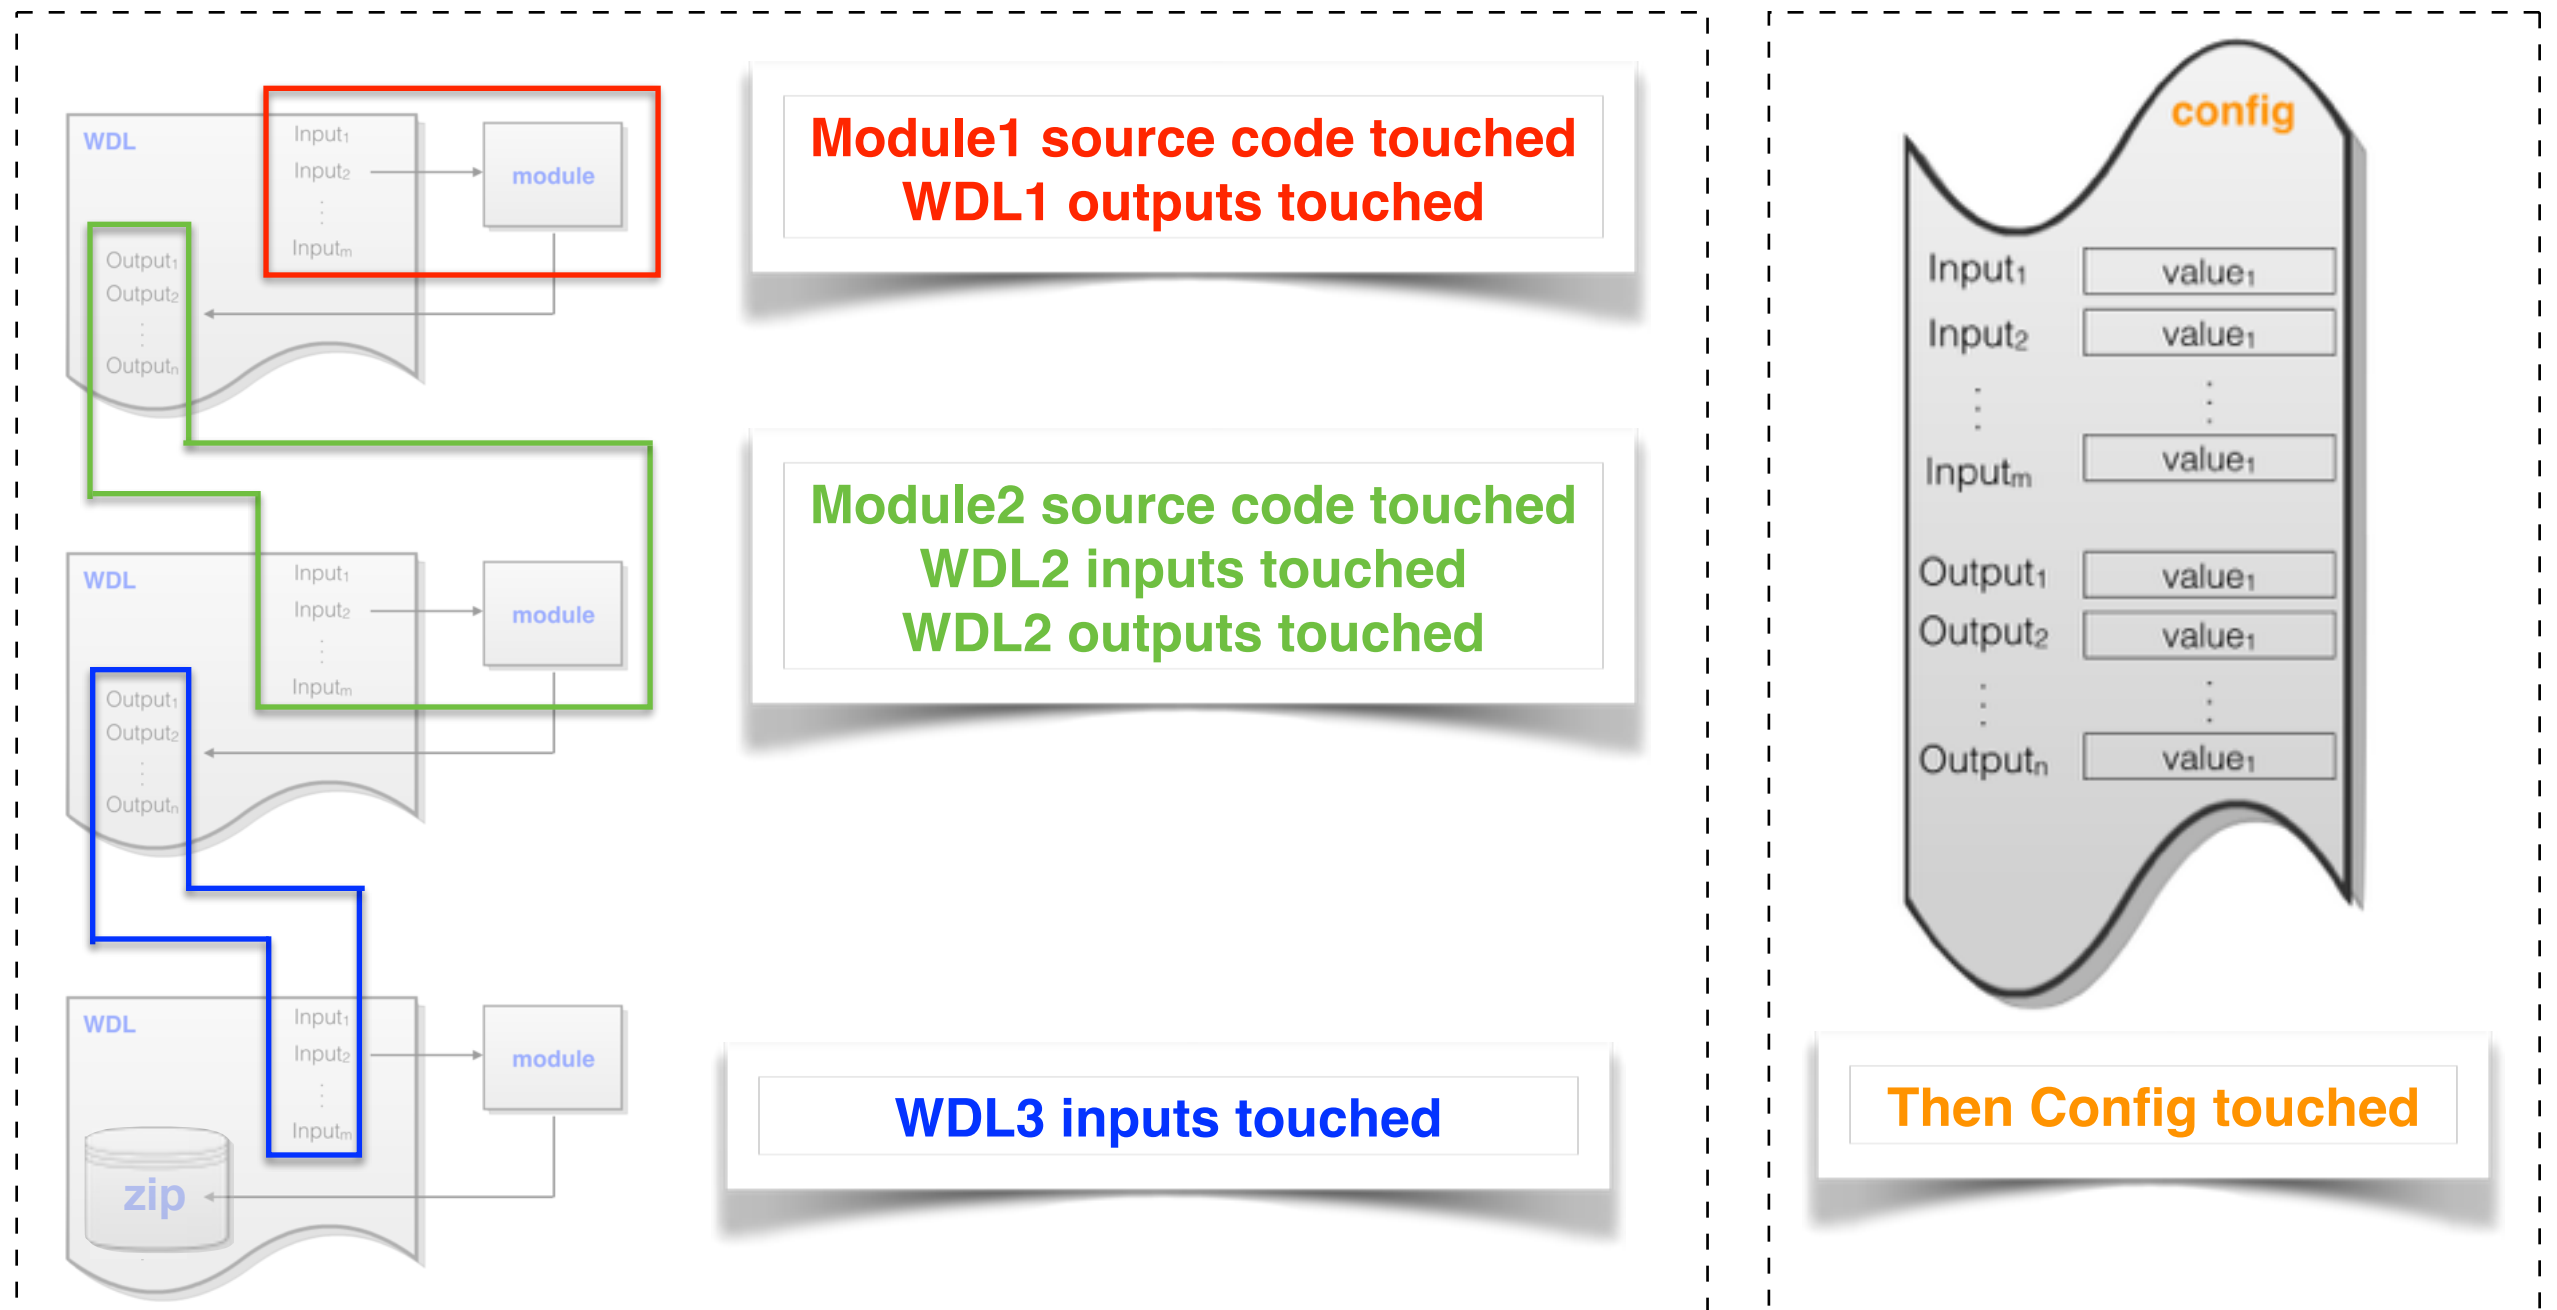 WDL
Input₁
Input₂
Inputₘ
module
Output₁
Output₂
Outputₙ
Module1 source code touched
WDL1 outputs touched
WDL
Input₁
Input₂
Inputₘ
module
Output₁
Output₂
Outputₙ
Module2 source code touched
WDL2 inputs touched
WDL2 outputs touched
WDL
Input₁
Input₂
Inputₘ
module
zip
WDL3 inputs touched
config
Input₁ value₁
Input₂ value₁
Inputₘ value₁
Output₁ value₁
Output₂ value₁
Outputₙ value₁
Then Config touched